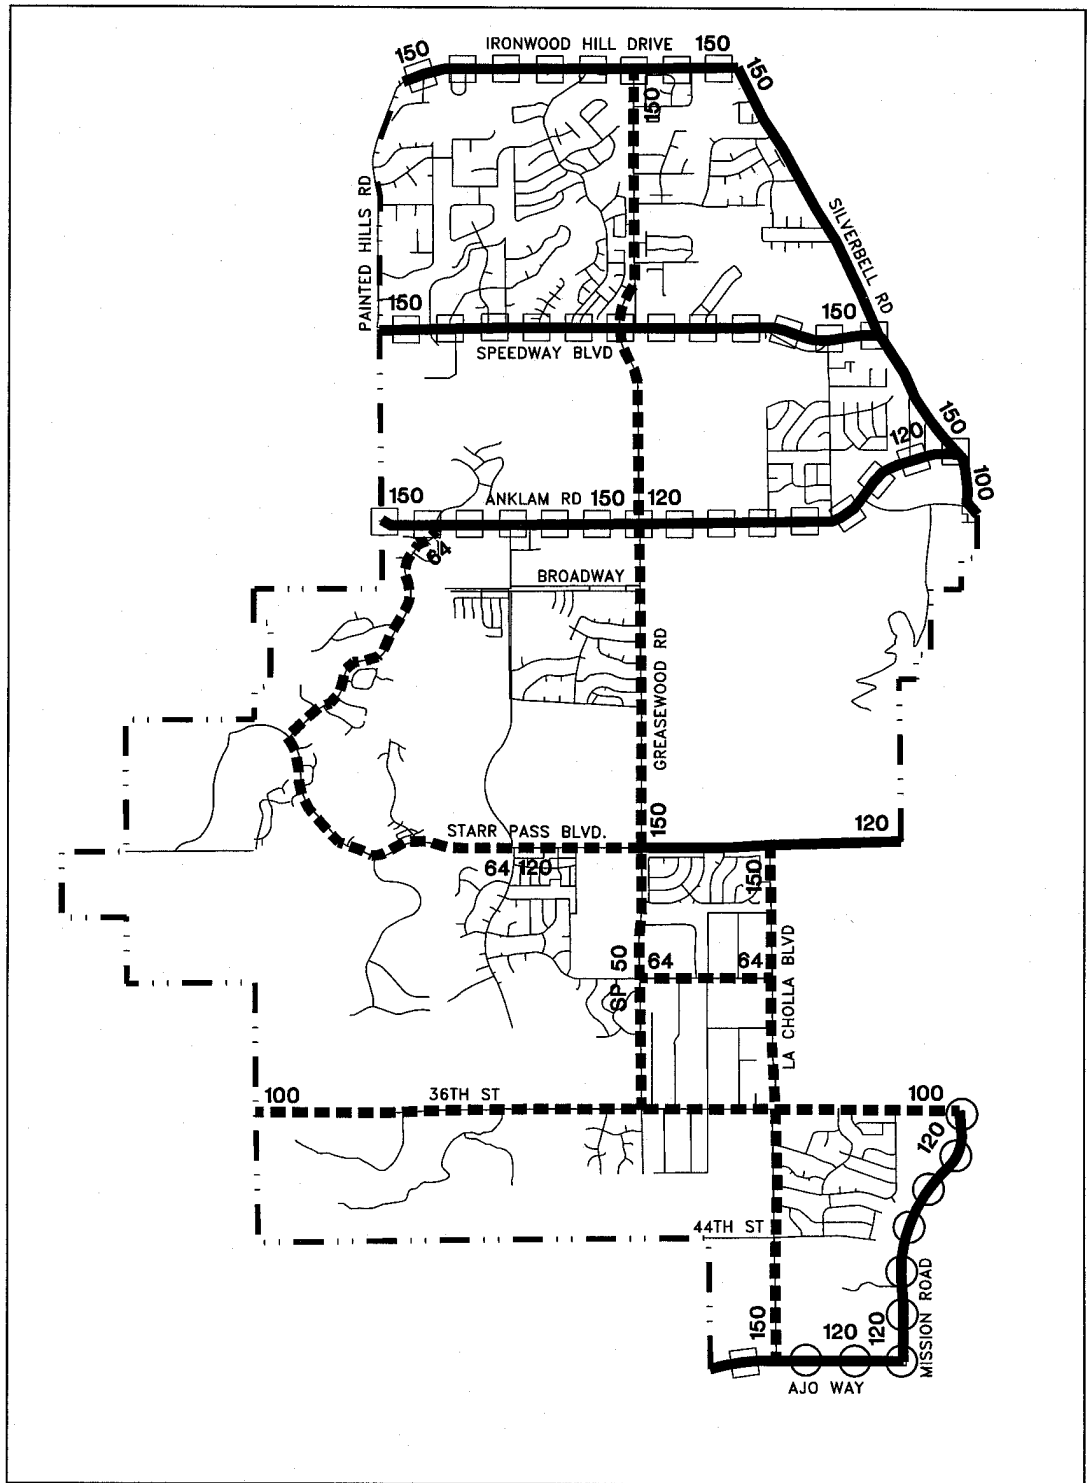 IRONWOOD HILL DRIVE
150
150
150
150
PAINTED HILLS RD
SILVERBELL RD
150
150
SPEEDWAY BLVD
150
120
150
ANKLAM RD
150
120
100
64
BROADWAY
GREASEWOOD RD
150
120
STARR PASS BLVD.
64
120
150
SP 50
64
64
LA CHOLLA BLVD
100
36TH ST
100
120
44TH ST
150
120
120
MISSION ROAD
AJO WAY